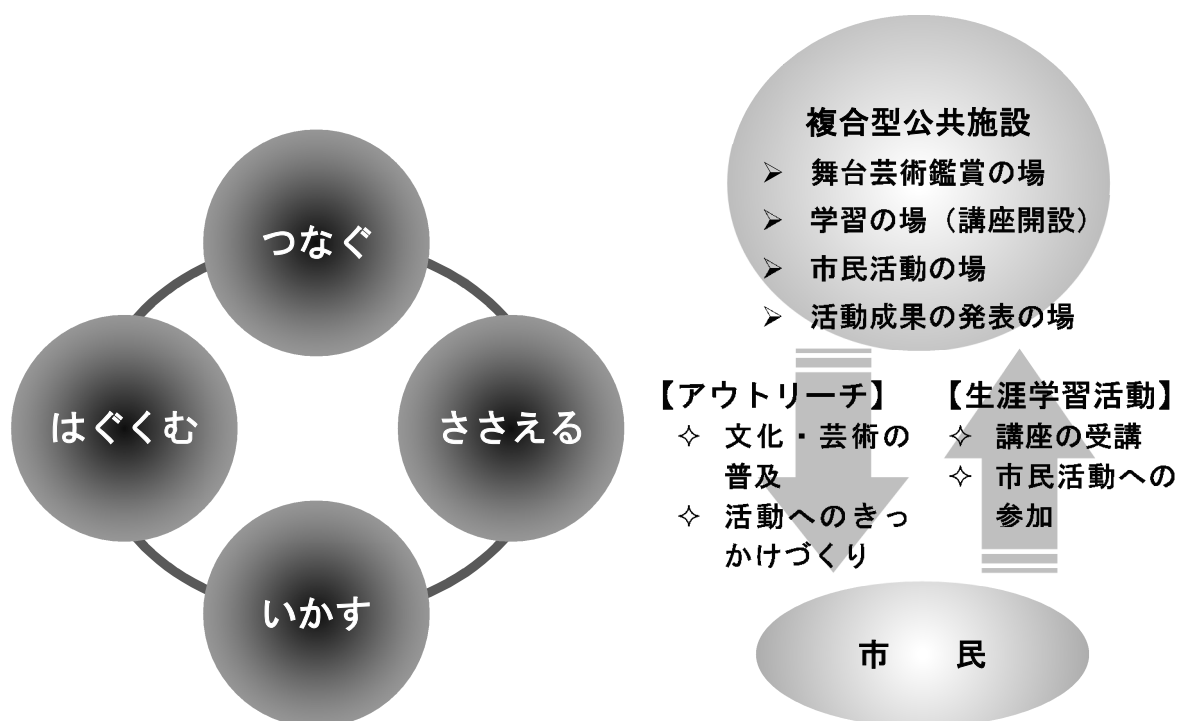 つなぐ
はぐくむ
ささえる
いかす
複合型公共施設
➢ 舞台芸術鑑賞の場
➢ 学習の場（講座開設）
➢ 市民活動の場
➢ 活動成果の発表の場
【アウトリーチ】
✧ 文化・芸術の
普及
✧ 活動へのきっ
かけづくり
【生涯学習活動】
✧ 講座の受講
✧ 市民活動への
参加
市　民